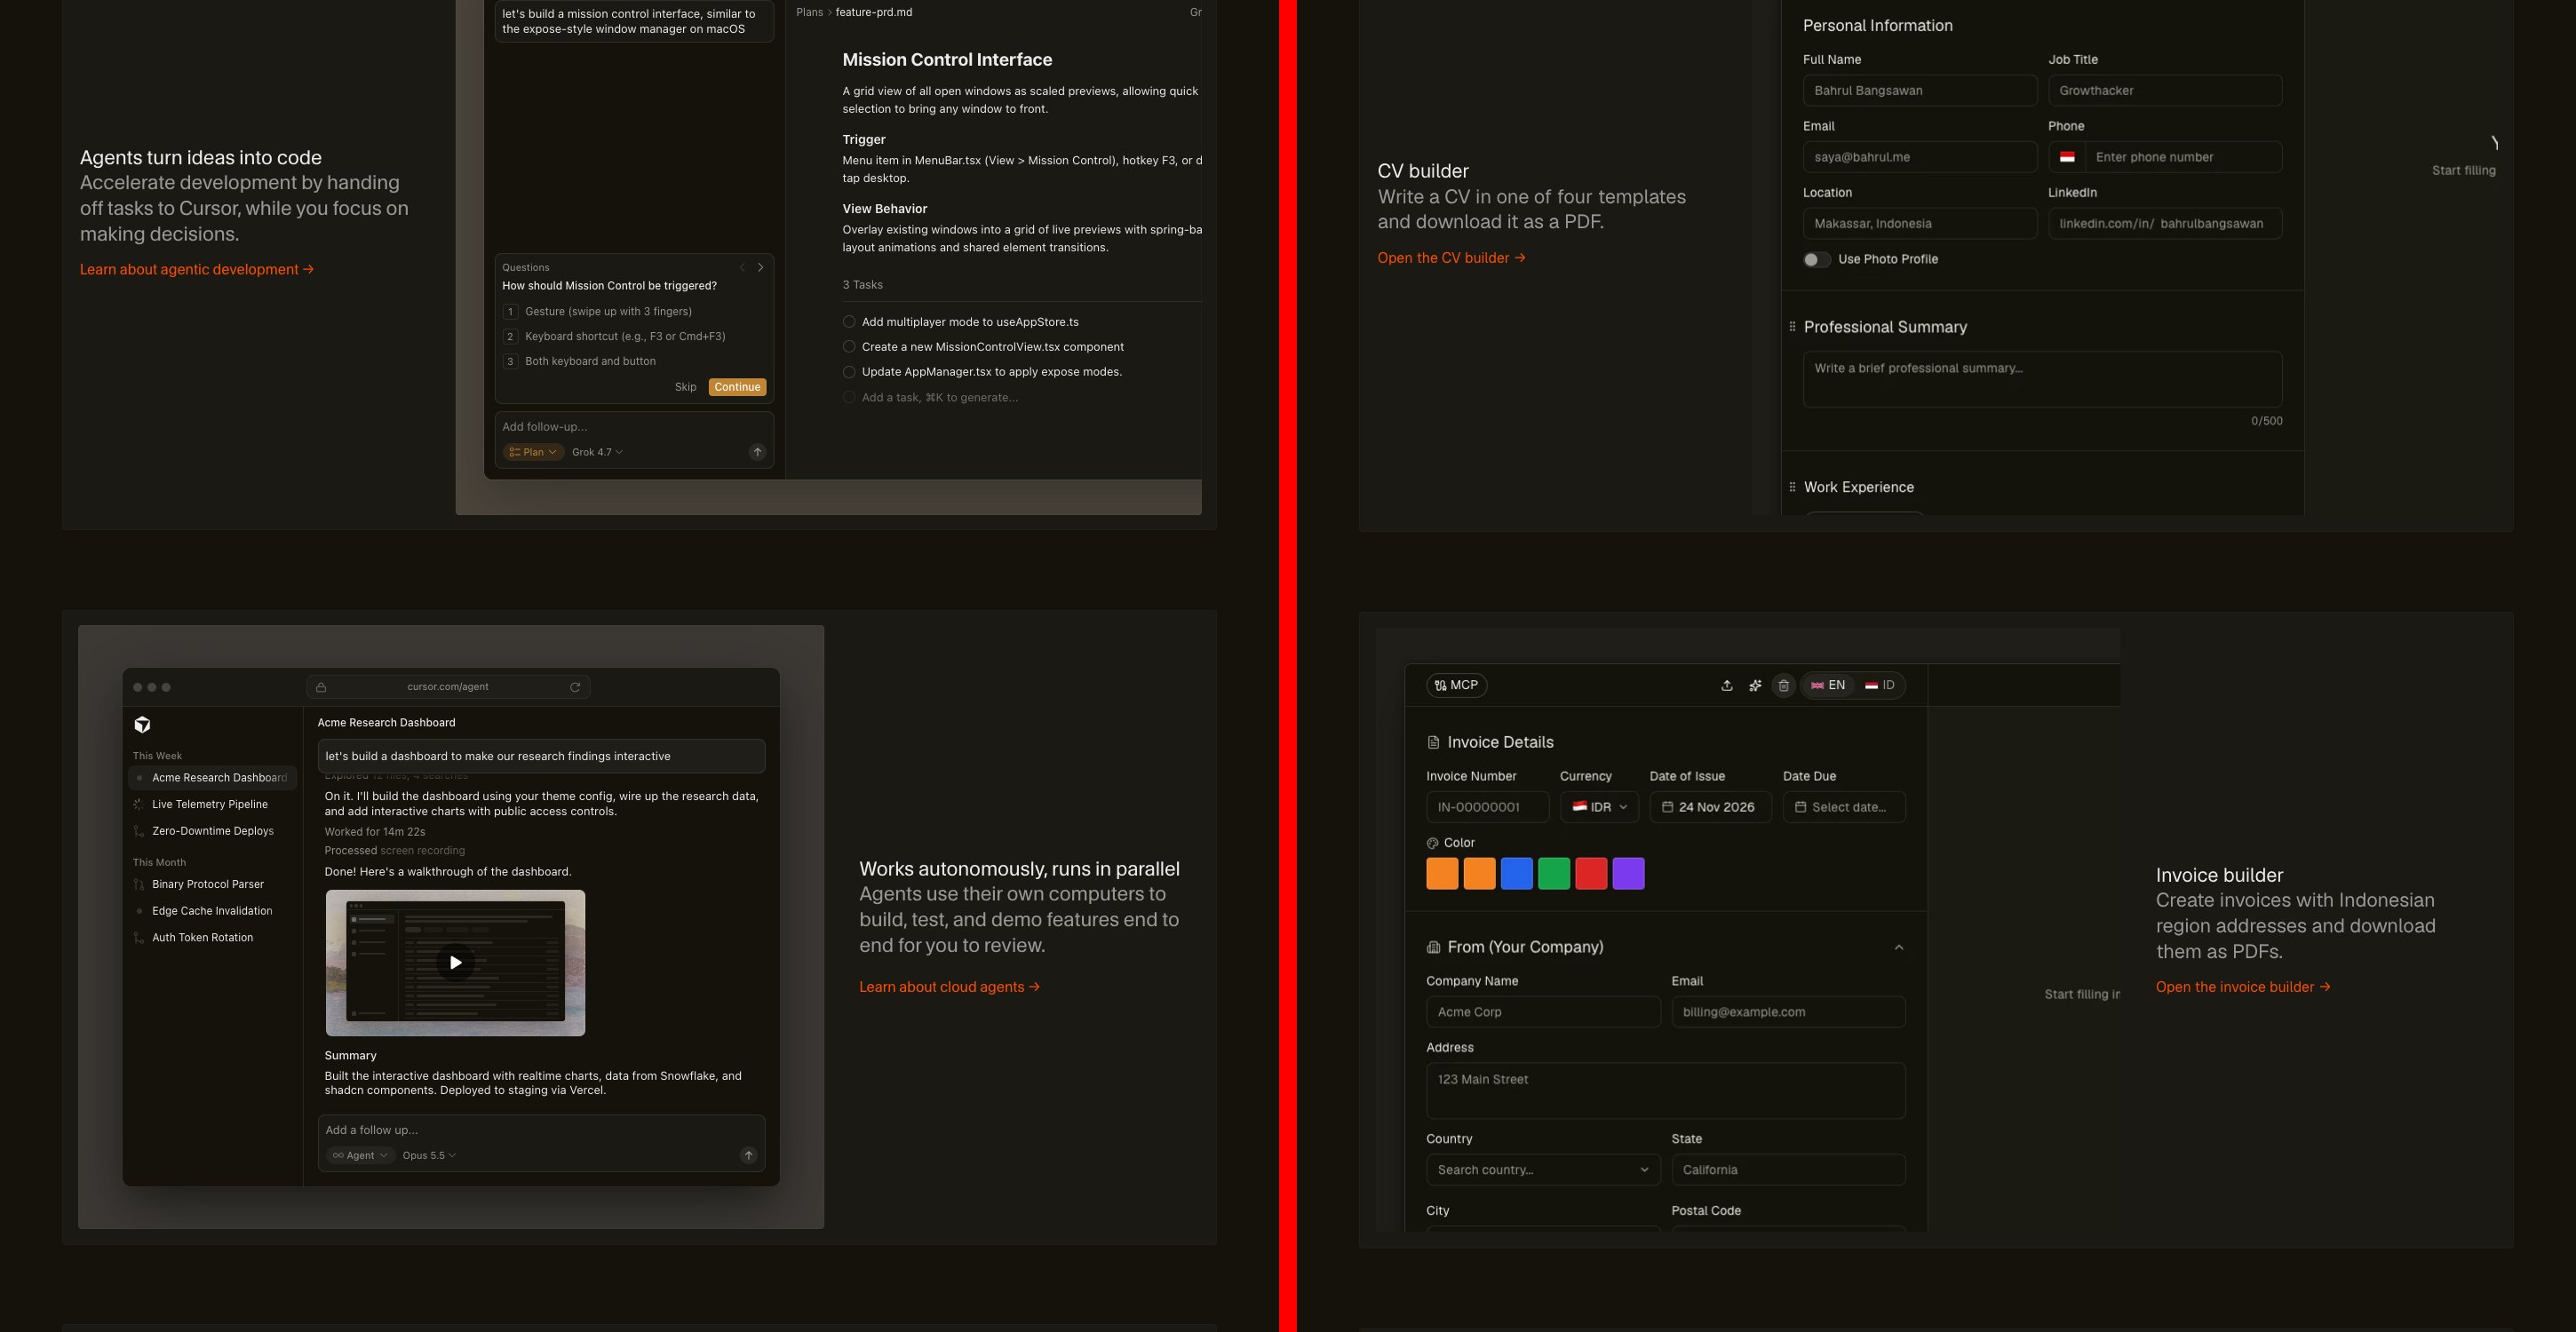 let's build a mission control interface, similar to
the expose-style window manager on macOS
Plans > feature-prd.md
Gr
Mission Control Interface
A grid view of all open windows as scaled previews, allowing quick
selection to bring any window to front.
Trigger
Menu item in MenuBar.tsx (View > Mission Control), hotkey F3, or d
tap desktop.
View Behavior
Overlay existing windows into a grid of live previews with spring-ba
layout animations and shared element transitions.
3 Tasks
Add multiplayer mode to useAppStore.ts
Create a new MissionControlView.tsx component
Update AppManager.tsx to apply expose modes.
Add a task, ⌘K to generate...
Agents turn ideas into code
Accelerate development by handing
off tasks to Cursor, while you focus on
making decisions.
Learn about agentic development →
Questions
How should Mission Control be triggered?
1 Gesture (swipe up with 3 fingers)
2 Keyboard shortcut (e.g., F3 or Cmd+F3)
3 Both keyboard and button
Skip Continue
Add follow-up...
Plan Grok 4.7
cursor.com/agent
This Week
Acme Research Dashboard
Live Telemetry Pipeline
Zero-Downtime Deploys
This Month
Binary Protocol Parser
Edge Cache Invalidation
Auth Token Rotation
Acme Research Dashboard
let's build a dashboard to make our research findings interactive
Explored 12 files, 4 searches
On it. I'll build the dashboard using your theme config, wire up the research data,
and add interactive charts with public access controls.
Worked for 14m 22s
Processed screen recording
Done! Here's a walkthrough of the dashboard.
Summary
Built the interactive dashboard with realtime charts, data from Snowflake, and
shadcn components. Deployed to staging via Vercel.
Add a follow up...
Agent Opus 5.5
Works autonomously, runs in parallel
Agents use their own computers to
build, test, and demo features end to
end for you to review.
Learn about cloud agents →
CV builder
Write a CV in one of four templates
and download it as a PDF.
Open the CV builder →
Personal Information
Full Name Job Title
Bahrul Bangsawan Growthacker
Email Phone
saya@bahrul.me Enter phone number
Location LinkedIn
Makassar, Indonesia linkedin.com/in/ bahrulbangsawan
Use Photo Profile
Professional Summary
Write a brief professional summary...
0/500
Work Experience
Y
Start filling
MCP EN ID
Invoice Details
Invoice Number Currency Date of Issue Date Due
IN-00000001 IDR 24 Nov 2026 Select date...
Color
From (Your Company)
Company Name Email
Acme Corp billing@example.com
Address
123 Main Street
Country State
Search country... California
City Postal Code
Start filling in
Invoice builder
Create invoices with Indonesian
region addresses and download
them as PDFs.
Open the invoice builder →